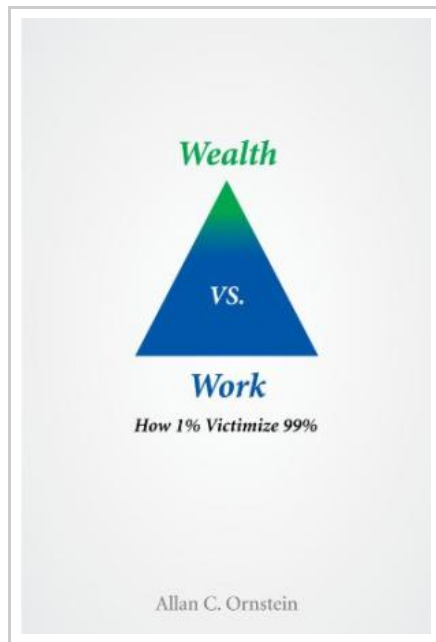 Wealth
VS.
Work
How 1% Victimize 99%
Allan C. Ornstein